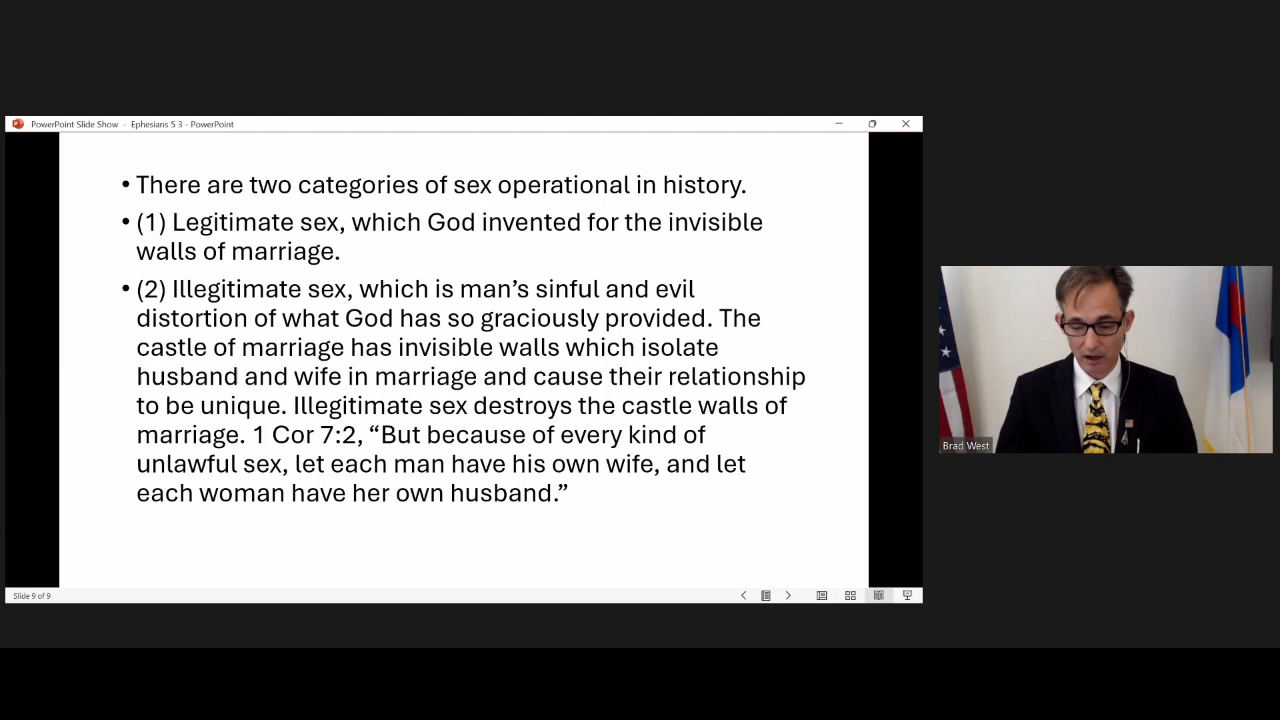 PowerPoint Slide Show - Ephesians 5 3 - PowerPoint
• There are two categories of sex operational in history.
• (1) Legitimate sex, which God invented for the invisible
walls of marriage.
• (2) Illegitimate sex, which is man’s sinful and evil
distortion of what God has so graciously provided. The
castle of marriage has invisible walls which isolate
husband and wife in marriage and cause their relationship
to be unique. Illegitimate sex destroys the castle walls of
marriage. 1 Cor 7:2, “But because of every kind of
unlawful sex, let each man have his own wife, and let
each woman have her own husband.”
Slide 9 of 9
Brad West